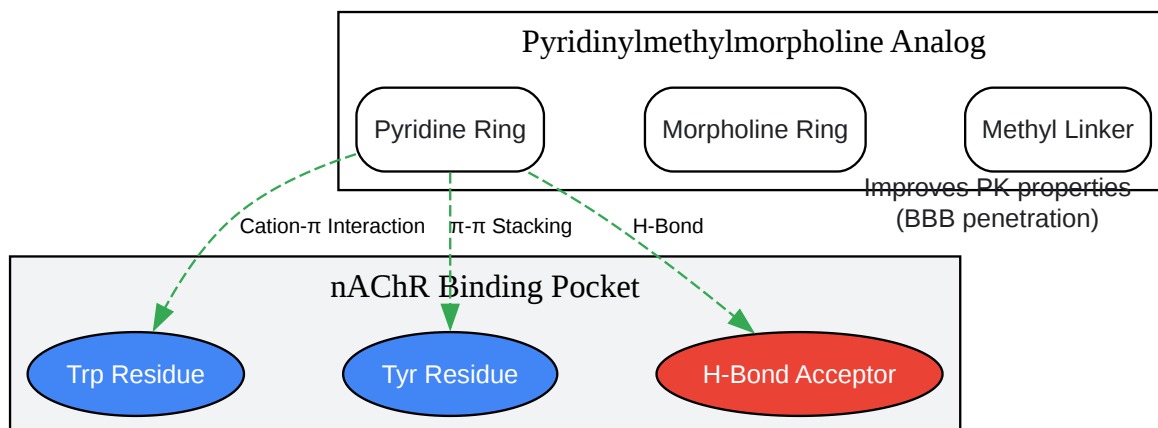 Pyridinylmethylmorpholine Analog
Pyridine Ring
Morpholine Ring
Methyl Linker
Improves PK properties
(BBB penetration)
Cation-π Interaction
π-π Stacking
H-Bond
nAChR Binding Pocket
Trp Residue
Tyr Residue
H-Bond Acceptor